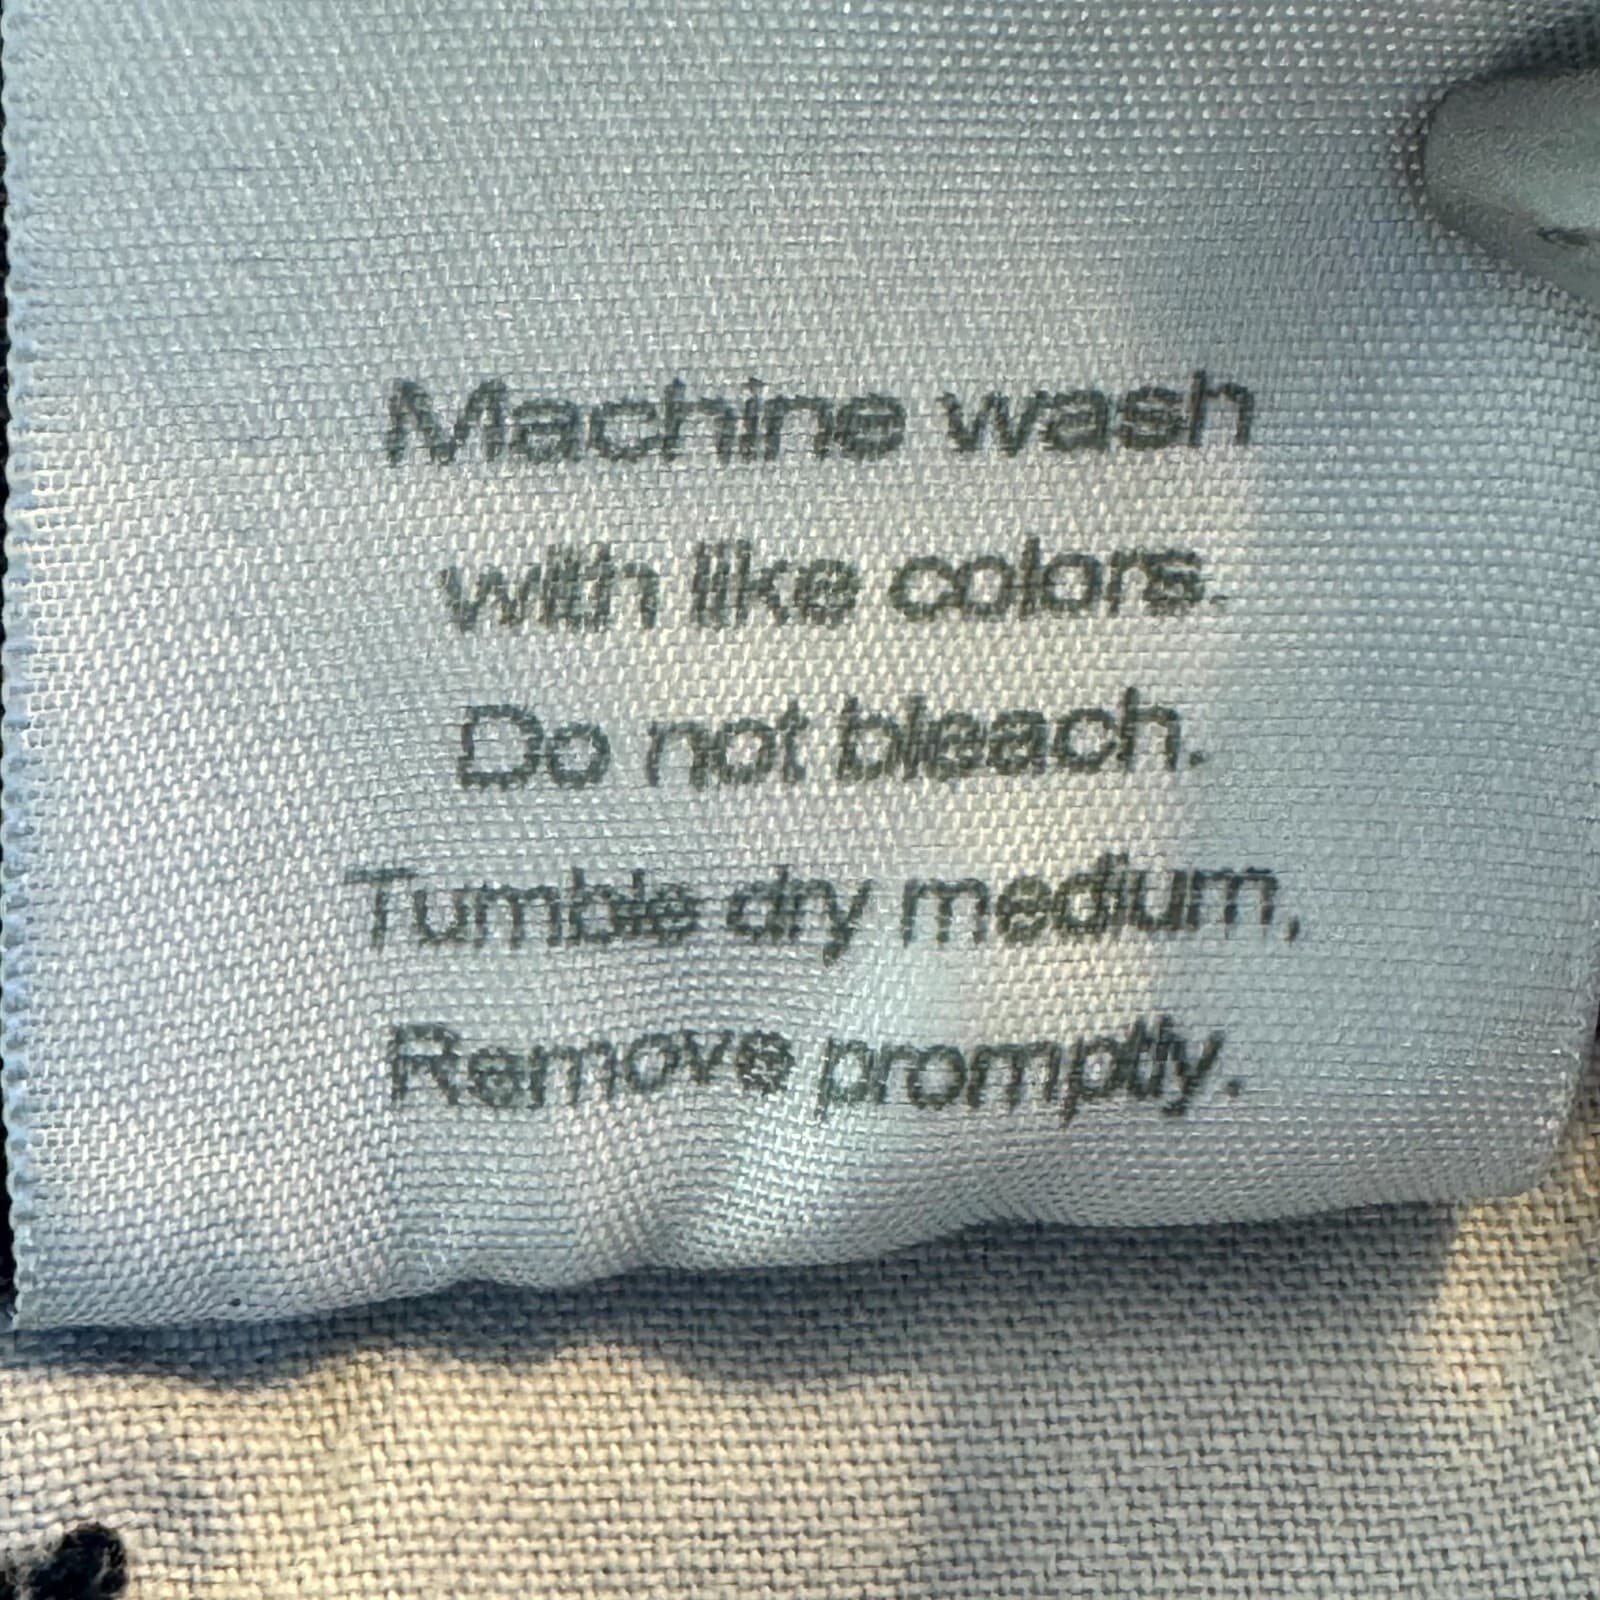 Machine wash
with like colors.
Do not bleach.
Tumble dry medium,
Remove promptly.